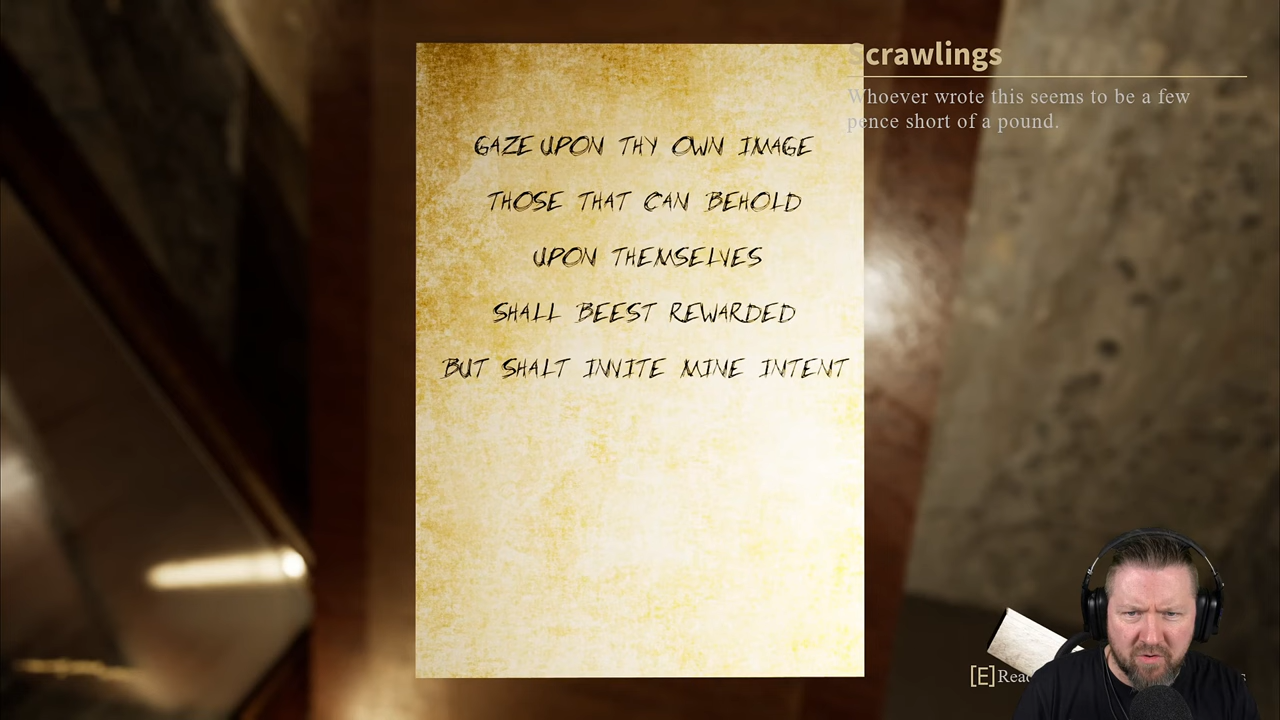 Scrawlings
Whoever wrote this seems to be a few
pence short of a pound.
GAZE UPON THY OWN IMAGE
THOSE THAT CAN BEHOLD
UPON THEMSELVES
SHALL BEEST REWARDED
BUT SHALT INVITE MINE INTENT
[E]